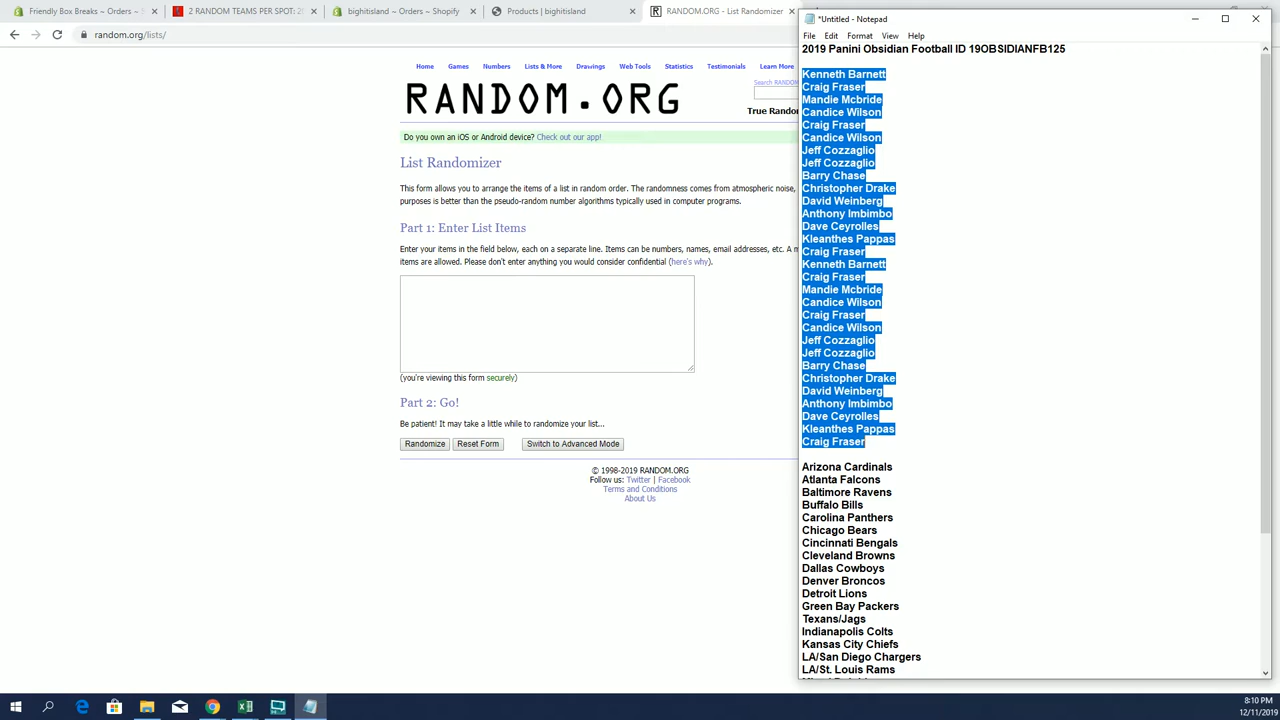 Friendly Box Breaks ~ Orders ~ S
2 RANDOM TEAMS PER SPOT: 2
bighitisland ~ Orders ~ Shopify
Products | bighitisland
RANDOM.ORG - List Randomizer
random.org/lists/
Home Games Numbers Lists & More Drawings Web Tools Statistics Testimonials Learn More
Search RANDOM
RANDOM.ORG
True Rando
Do you own an iOS or Android device? Check out our app!
List Randomizer
This form allows you to arrange the items of a list in random order. The randomness comes from atmospheric noise,
purposes is better than the pseudo-random number algorithms typically used in computer programs.
Part 1: Enter List Items
Enter your items in the field below, each on a separate line. Items can be numbers, names, email addresses, etc. A m
items are allowed. Please don't enter anything you would consider confidential (here's why).
(you're viewing this form securely)
Part 2: Go!
Be patient! It may take a little while to randomize your list...
Randomize Reset Form Switch to Advanced Mode
© 1998-2019 RANDOM.ORG
Follow us: Twitter | Facebook
Terms and Conditions
About Us
*Untitled - Notepad
File Edit Format View Help
2019 Panini Obsidian Football ID 19OBSIDIANFB125
Kenneth Barnett
Craig Fraser
Mandie Mcbride
Candice Wilson
Craig Fraser
Candice Wilson
Jeff Cozzaglio
Jeff Cozzaglio
Barry Chase
Christopher Drake
David Weinberg
Anthony Imbimbo
Dave Ceyrolles
Kleanthes Pappas
Craig Fraser
Kenneth Barnett
Craig Fraser
Mandie Mcbride
Candice Wilson
Craig Fraser
Candice Wilson
Jeff Cozzaglio
Jeff Cozzaglio
Barry Chase
Christopher Drake
David Weinberg
Anthony Imbimbo
Dave Ceyrolles
Kleanthes Pappas
Craig Fraser
Arizona Cardinals
Atlanta Falcons
Baltimore Ravens
Buffalo Bills
Carolina Panthers
Chicago Bears
Cincinnati Bengals
Cleveland Browns
Dallas Cowboys
Denver Broncos
Detroit Lions
Green Bay Packers
Texans/Jags
Indianapolis Colts
Kansas City Chiefs
LA/San Diego Chargers
LA/St. Louis Rams
8:10 PM
12/11/2019